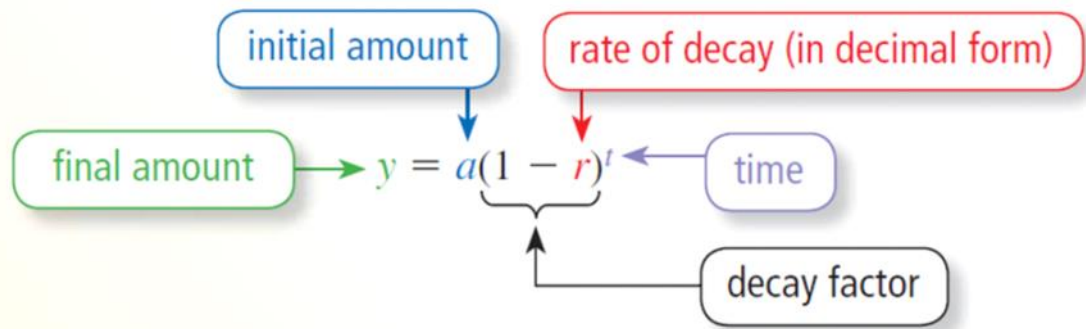 initial amount
rate of decay (in decimal form)
final amount
y = a(1 − r)^t
time
decay factor